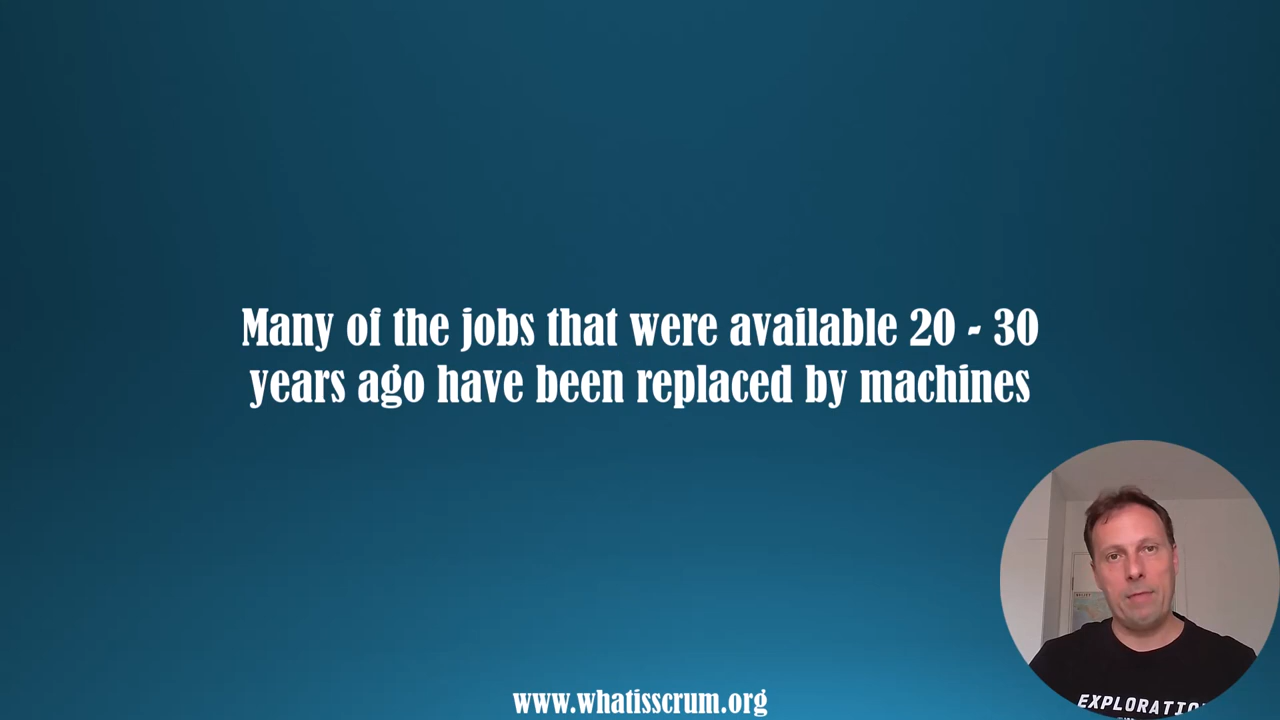 Many of the jobs that were available 20 - 30
years ago have been replaced by machines
www.whatisscrum.org